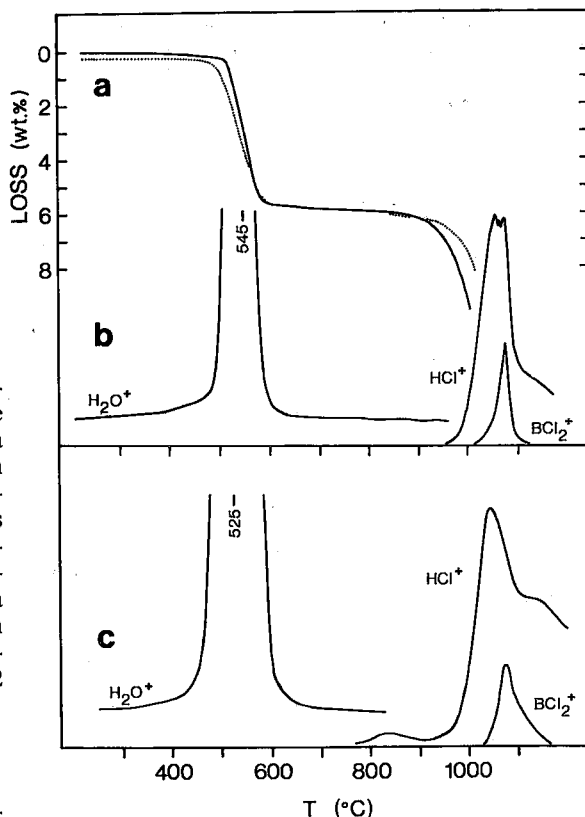 a
LOSS (wt.%)
0
2
4
6
8
b
545
H₂O⁺
HCl⁺
BCl₂⁺
c
525
H₂O⁺
HCl⁺
BCl₂⁺
400 600 800 1000
T (°C)